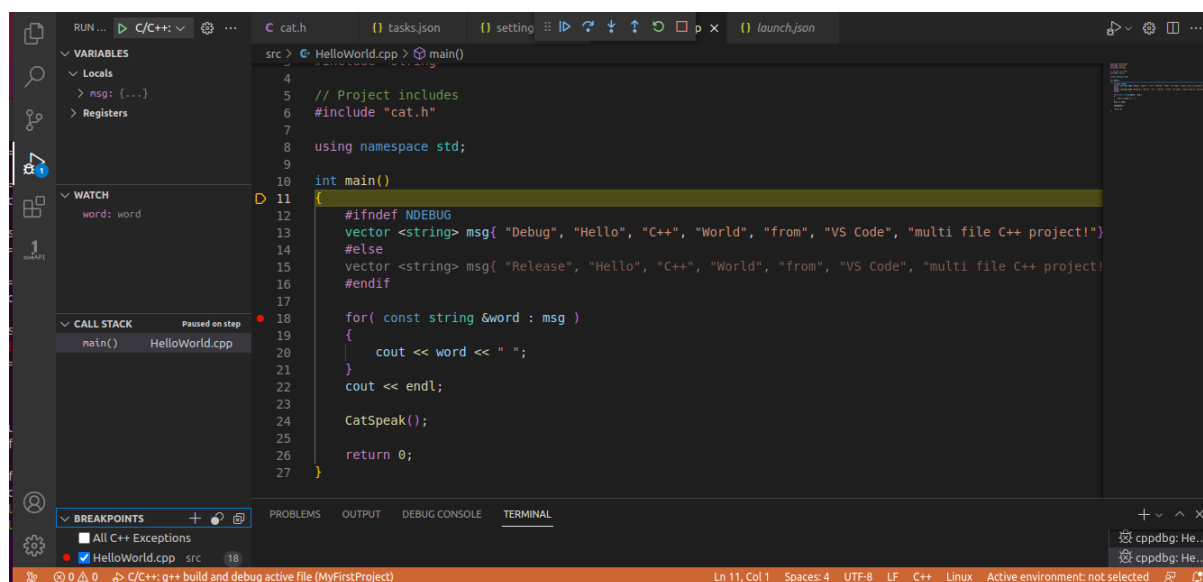 RUN ... C/C++: ...
VARIABLES
Locals
msg: {...}
Registers
WATCH
word: word
CALL STACK Paused on step
main() HelloWorld.cpp
BREAKPOINTS
All C++ Exceptions
HelloWorld.cpp src 18
1
C cat.h {} tasks.json {} setting p {} launch.json ...
src > HelloWorld.cpp > main()
4
5 // Project includes
6 #include "cat.h"
7
8 using namespace std;
9
10 int main()
11 {
12 #ifndef NDEBUG
13 vector <string> msg{ "Debug", "Hello", "C++", "World", "from", "VS Code", "multi file C++ project!"}
14 #else
15 vector <string> msg{ "Release", "Hello", "C++", "World", "from", "VS Code", "multi file C++ project!
16 #endif
17
18 for( const string &word : msg )
19 {
20 cout << word << " ";
21 }
22 cout << endl;
23
24 CatSpeak();
25
26 return 0;
27 }
PROBLEMS OUTPUT DEBUG CONSOLE TERMINAL
cppdbg: He...
cppdbg: He...
0 0 C/C++: g++ build and debug active file (MyFirstProject) Ln 11, Col 1 Spaces: 4 UTF-8 LF C++ Linux Active environment: not selected